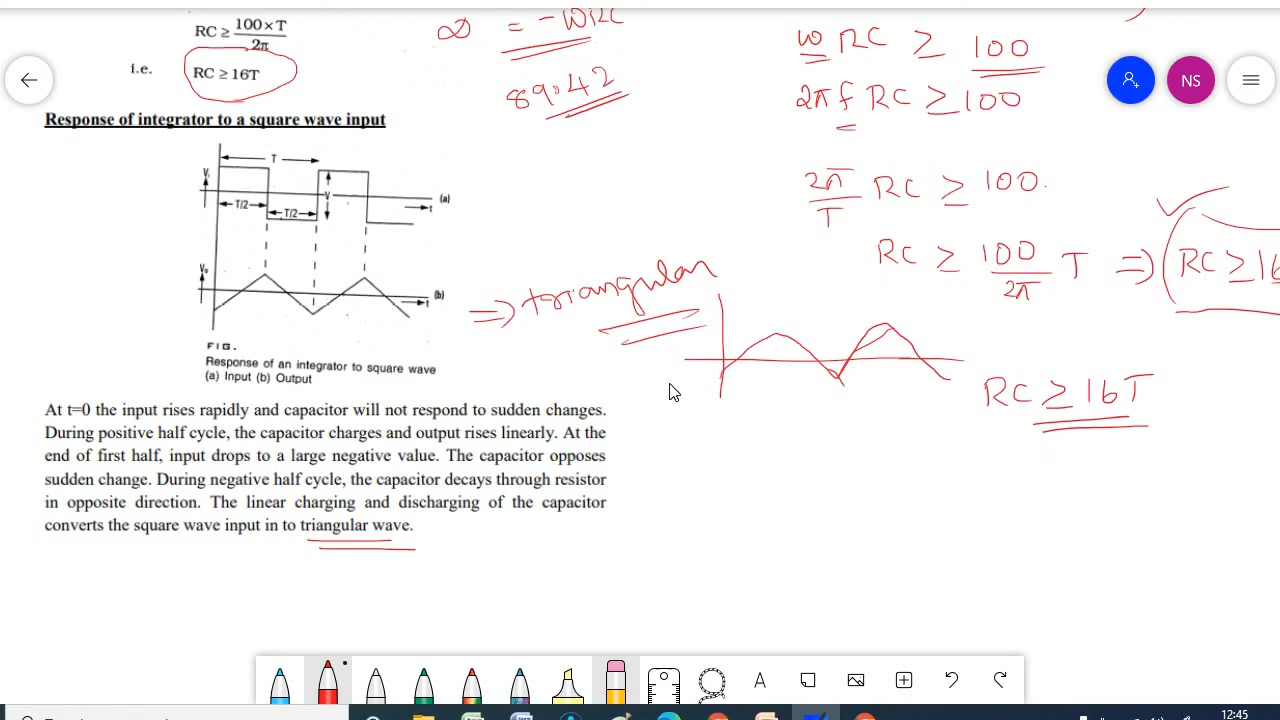 RC ≥ 100×T / 2π
i.e. RC ≥ 16T
Response of integrator to a square wave input
T
Vi
V
(a)
T/2
T/2
t
Vo
(b)
t
FIG.
Response of an integrator to square wave
(a) Input (b) Output
At t=0 the input rises rapidly and capacitor will not respond to sudden changes.
During positive half cycle, the capacitor charges and output rises linearly. At the
end of first half, input drops to a large negative value. The capacitor opposes
sudden change. During negative half cycle, the capacitor decays through resistor
in opposite direction. The linear charging and discharging of the capacitor
converts the square wave input in to triangular wave.
∞ = -ωRC
89.42
⇒ triangular
ω RC ≥ 100
2π f RC ≥ 100
2π/T RC ≥ 100.
RC ≥ 100/2π T ⇒ RC ≥ 16
RC ≥ 16T
NS
A
12:45